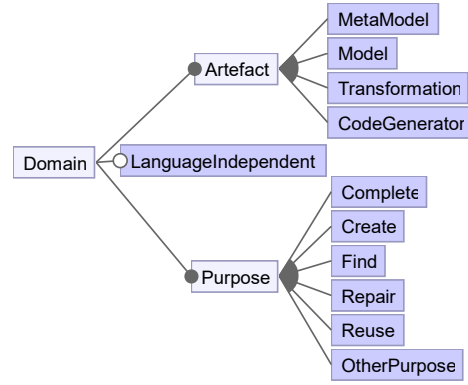 MetaModel
Model
Artefact
Transformation
CodeGenerator
Domain
LanguageIndependent
Complete
Create
Find
Purpose
Repair
Reuse
OtherPurpose